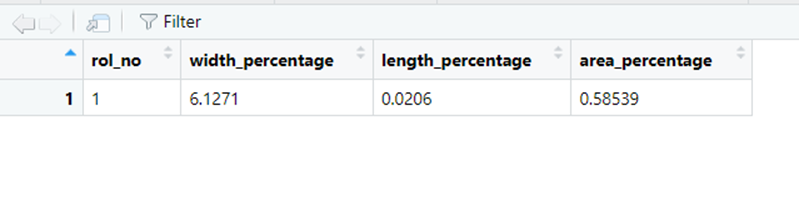 Filter
rol_no width_percentage length_percentage area_percentage
1 1 6.1271 0.0206 0.58539